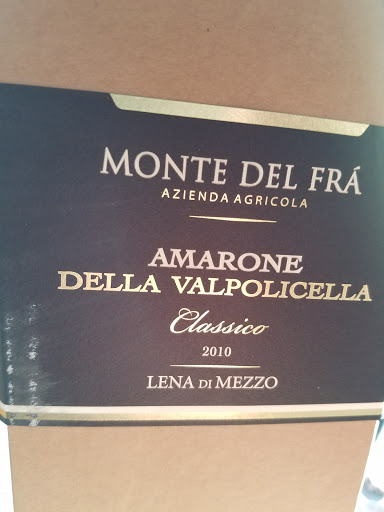 MONTE DEL FRÁ
AZIENDA AGRICOLA
AMARONE
DELLA VALPOLICELLA
Classico
2010
LENA DI MEZZO